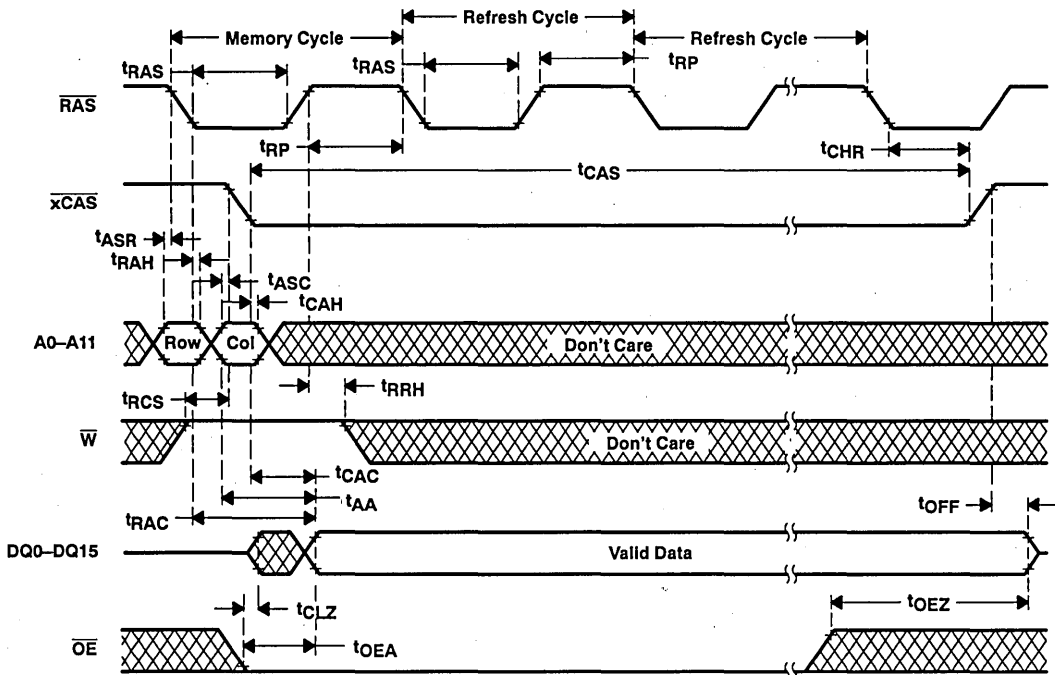 Refresh Cycle
Memory Cycle
Refresh Cycle
tRAS
tRAS
tRP
RAS
tRP
tCHR
tCAS
xCAS
tASR
tRAH
tASC
tCAH
A0–A11
Row
Col
Don't Care
tRRH
tRCS
W
Don't Care
tCAC
tAA
tOFF
tRAC
DQ0–DQ15
Valid Data
tCLZ
tOEZ
tOEA
OE